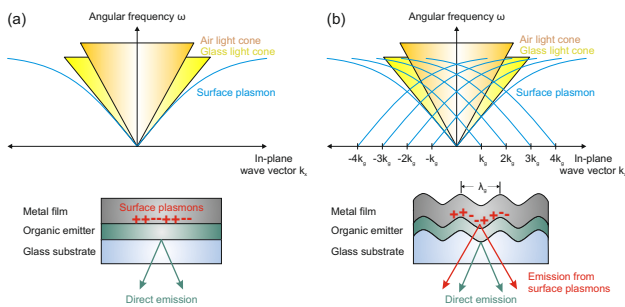 (a)
Angular frequency ω
Air light cone
Glass light cone
Surface plasmon
In-plane
wave vector kₓ
Metal film
Surface plasmons
++--++--
Organic emitter
Glass substrate
Direct emission
(b)
Angular frequency ω
Air light cone
Glass light cone
Surface plasmon
-4kg -3kg -2kg -kg kg 2kg 3kg 4kg
In-plane
wave vector kₓ
λg
Metal film
++--++--
Organic emitter
Glass substrate
Emission from
surface plasmons
Direct emission